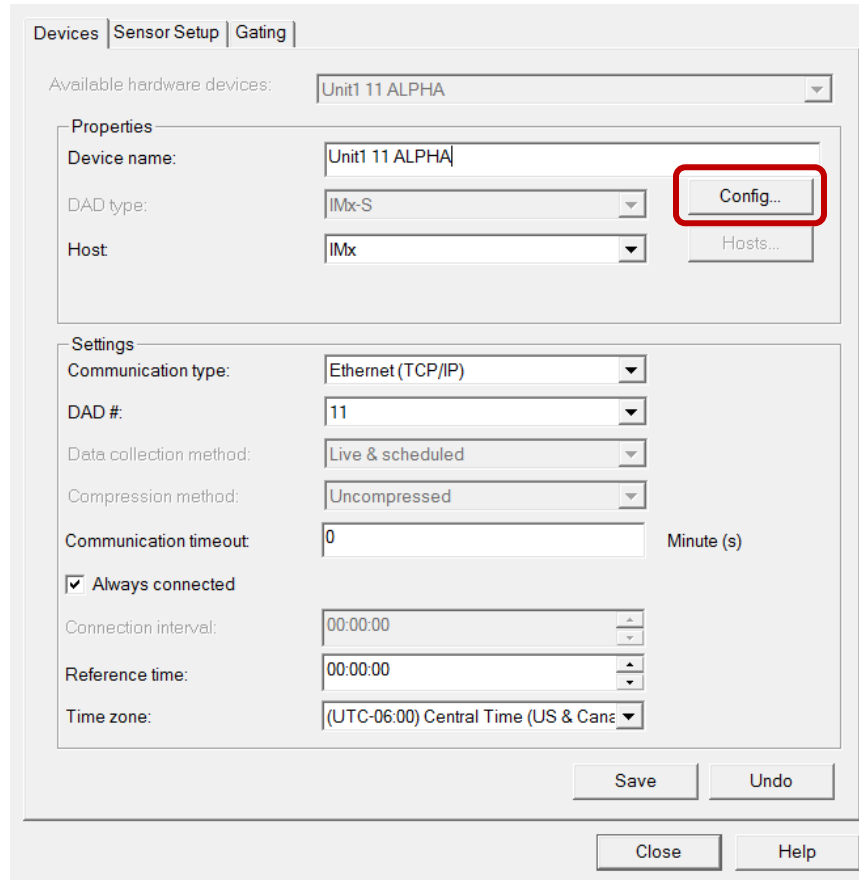 Devices Sensor Setup Gating
Available hardware devices: Unit1 11 ALPHA
Properties
Device name: Unit1 11 ALPHA
Config...
DAD type: IMx-S
Host: IMx
Hosts...
Settings
Communication type: Ethernet (TCP/IP)
DAD #: 11
Data collection method: Live & scheduled
Compression method: Uncompressed
Communication timeout: 0 Minute (s)
Always connected
Connection interval: 00:00:00
Reference time: 00:00:00
Time zone: (UTC-06:00) Central Time (US & Cana
Save Undo
Close Help